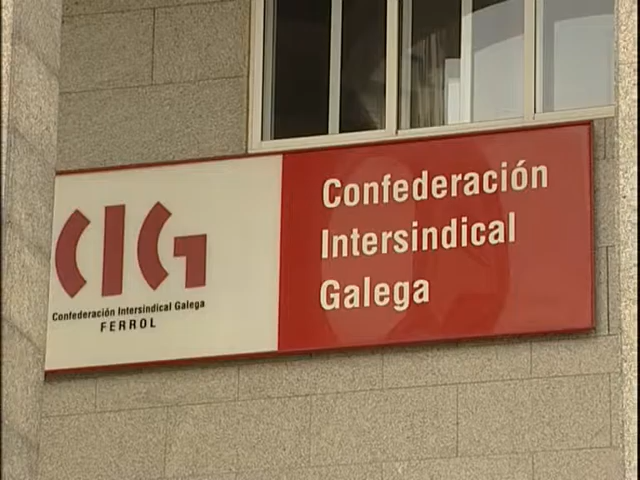 CIG
Confederación Intersindical Galega
FERROL
Confederación
Intersindical
Galega